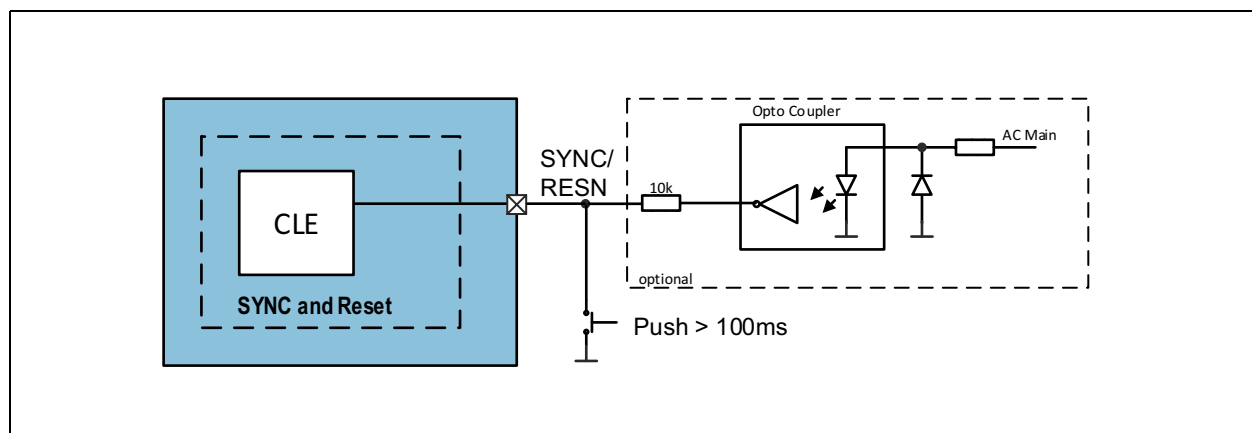 Opto Coupler
AC Main
SYNC/
RESN
10k
CLE
SYNC and Reset
optional
Push > 100ms